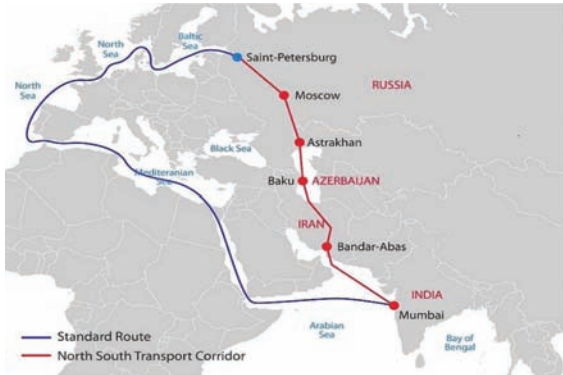 North
Sea
Baltic
Sea
Saint-Petersburg
North
Sea
Moscow
RUSSIA
Astrakhan
Black Sea
Mediteranian
Sea
Baku
AZERBAIJAN
IRAN
Bandar-Abas
INDIA
Mumbai
Arabian
Sea
Bay of
Bengal
Standard Route
North South Transport Corridor